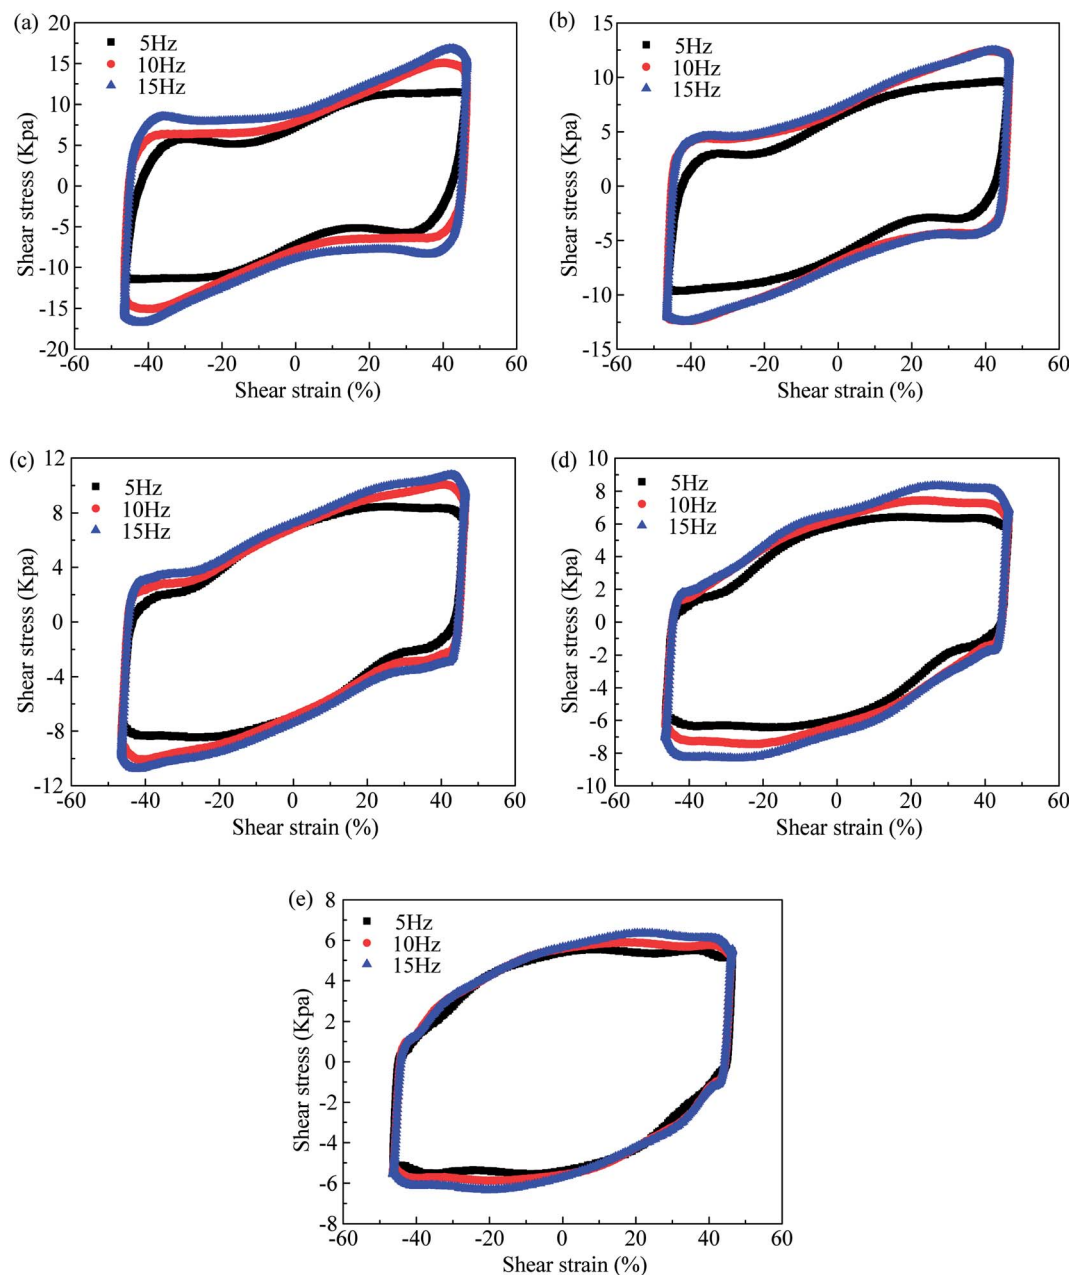 (a)
20
15
10
5
0
-5
-10
-15
-20
5Hz
10Hz
15Hz
Shear stress (Kpa)
-60 -40 -20 0 20 40 60
Shear strain (%)
(b)
15
10
5
0
-5
-10
-15
5Hz
10Hz
15Hz
Shear stress (Kpa)
-60 -40 -20 0 20 40 60
Shear strain (%)
(c)
12
8
4
0
-4
-8
-12
5Hz
10Hz
15Hz
Shear stress (Kpa)
-60 -40 -20 0 20 40 60
Shear strain (%)
(d)
10
8
6
4
2
0
-2
-4
-6
-8
-10
5Hz
10Hz
15Hz
Shear stress (Kpa)
-60 -40 -20 0 20 40 60
Shear strain (%)
(e)
8
6
4
2
0
-2
-4
-6
-8
5Hz
10Hz
15Hz
Shear stress (Kpa)
-60 -40 -20 0 20 40 60
Shear strain (%)